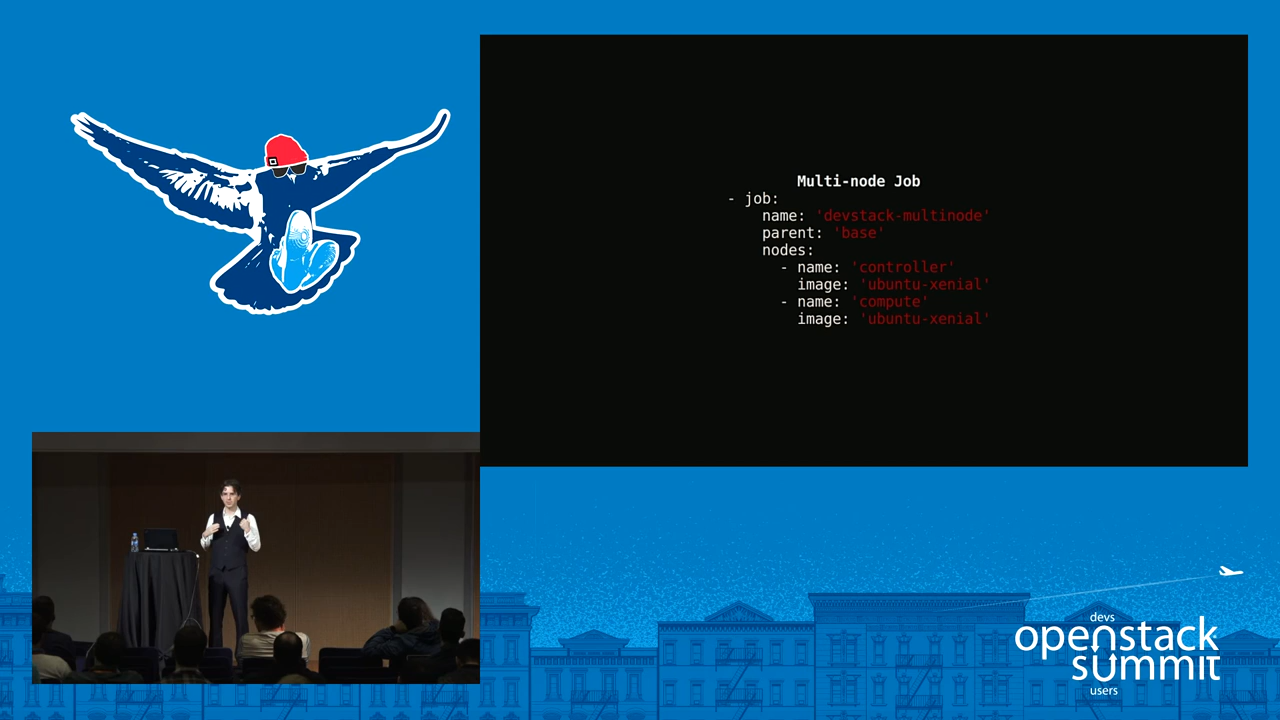 Multi-node Job
- job:
name: 'devstack-multinode'
parent: 'base'
nodes:
- name: 'controller'
image: 'ubuntu-xenial'
- name: 'compute'
image: 'ubuntu-xenial'
devs
openstack
summit
users